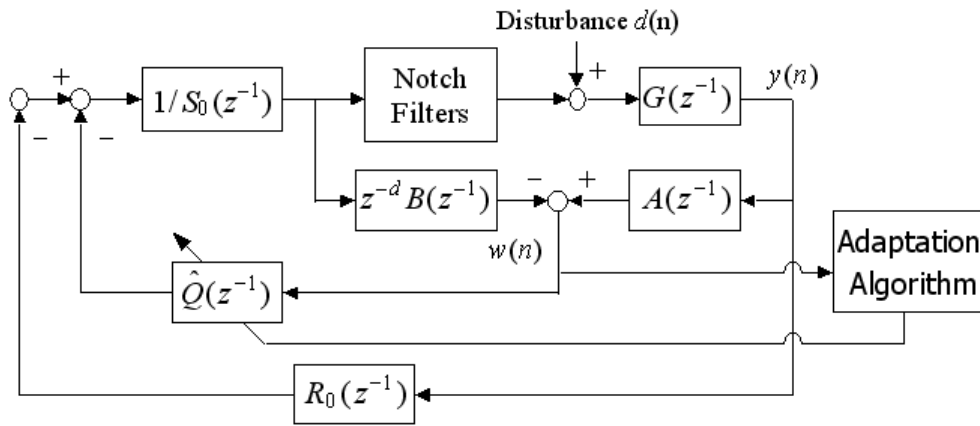 Disturbance d(n)
+
+
y(n)
1/ S₀(z⁻¹)
Notch
Filters
G(z⁻¹)
−
−
−
+
z⁻ᵈ B(z⁻¹)
A(z⁻¹)
w(n)
Adaptation
Algorithm
Q̂(z⁻¹)
R₀(z⁻¹)